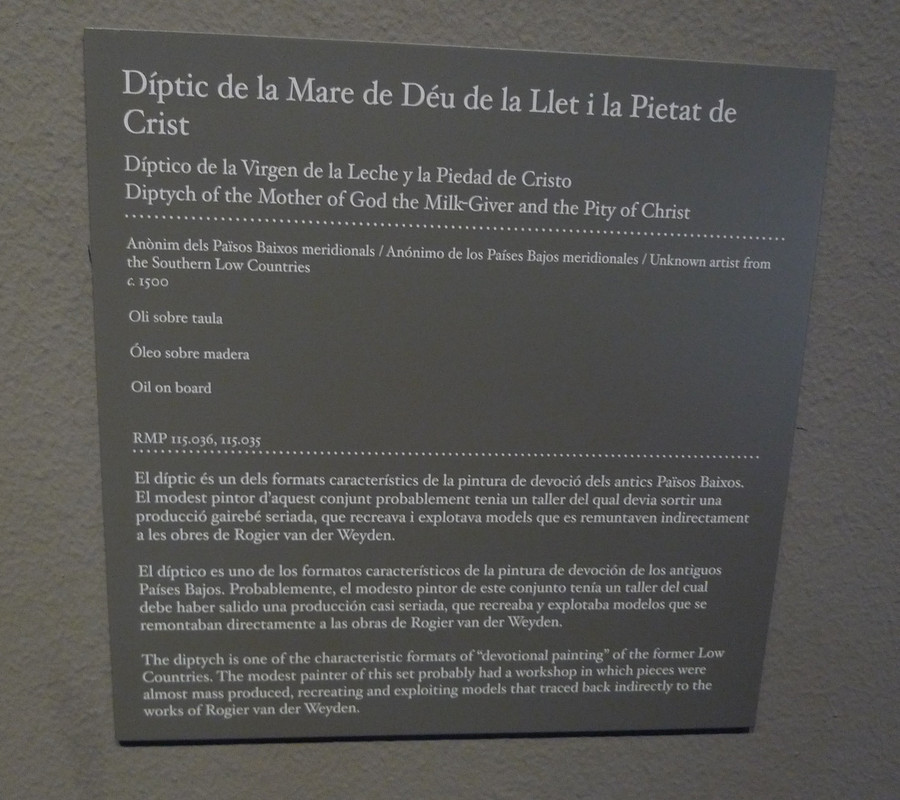 Díptic de la Mare de Déu de la Llet i la Pietat de
Crist
Díptico de la Virgen de la Leche y la Piedad de Cristo
Diptych of the Mother of God the Milk-Giver and the Pity of Christ
Anònim dels Països Baixos meridionals / Anónimo de los Países Bajos meridionales / Unknown artist from
the Southern Low Countries
c. 1500
Oli sobre taula
Óleo sobre madera
Oil on board
RMP 115.036, 115.035
El díptic és un dels formats característics de la pintura de devoció dels antics Països Baixos.
El modest pintor d'aquest conjunt probablement tenia un taller del qual devia sortir una
producció gairebé seriada, que recreava i explotava models que es remuntaven indirectament
a les obres de Rogier van der Weyden.
El díptico es uno de los formatos característicos de la pintura de devoción de los antiguos
Países Bajos. Probablemente, el modesto pintor de este conjunto tenía un taller del cual
debe haber salido una producción casi seriada, que recreaba y explotaba modelos que se
remontaban directamente a las obras de Rogier van der Weyden.
The diptych is one of the characteristic formats of “devotional painting” of the former Low
Countries. The modest painter of this set probably had a workshop in which pieces were
almost mass produced, recreating and exploiting models that traced back indirectly to the
works of Rogier van der Weyden.